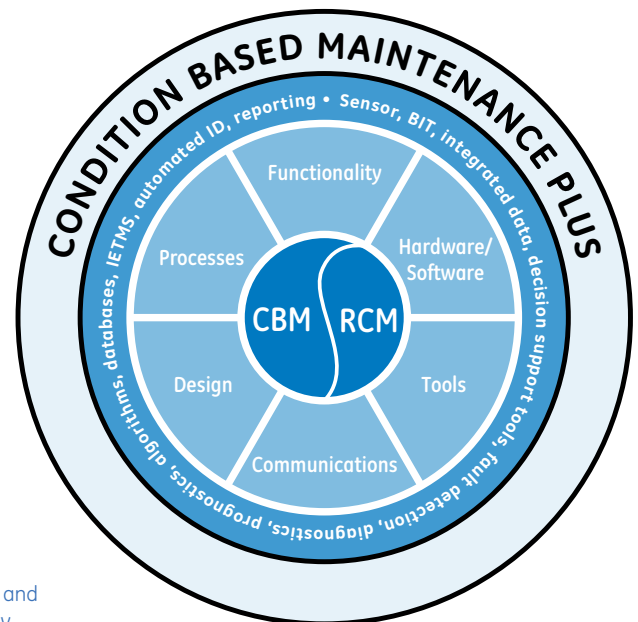 CONDITION BASED MAINTENANCE PLUS
Sensor, BIT, integrated data, decision support tools, fault detection, diagnostics, prognostics, algorithms, databases, IETMS, automated ID, reporting •
Functionality
Hardware/
Software
Tools
Communications
Design
Processes
CBM
RCM
and